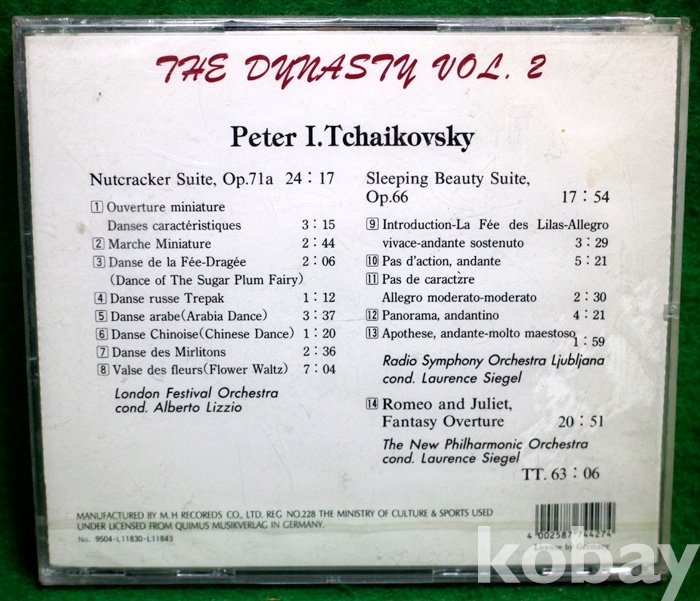 THE DYNASTY VOL. 2
Peter I.Tchaikovsky
Nutcracker Suite, Op.71a 24:17
1 Ouverture miniature
Danses caractéristiques 3:15
2 Marche Miniature 2:44
3 Danse de la Fée-Dragée 2:06
(Dance of The Sugar Plum Fairy)
4 Danse russe Trepak 1:12
5 Danse arabe(Arabia Dance) 3:37
6 Danse Chinoise(Chinese Dance) 1:20
7 Danse des Mirlitons 2:36
8 Valse des fleurs(Flower Waltz) 7:04
London Festival Orchestra
cond. Alberto Lizzio
Sleeping Beauty Suite,
Op.66 17:54
9 Introduction-La Fée des Lilas-Allegro
vivace-andante sostenuto 3:29
10 Pas d'action, andante 5:21
11 Pas de caractzre
Allegro moderato-moderato 2:30
12 Panorama, andantino 4:21
13 Apothese, andante-molto maestoso 1:59
Radio Symphony Orchestra Ljubljana
cond. Laurence Siegel
14 Romeo and Juliet,
Fantasy Overture 20:51
The New Philharmonic Orchestra
cond. Laurence Siegel
TT. 63:06
MANUFACTURED BY M. H RECOREDS CO., LTD. REG NO.228 THE MINISTRY OF CULTURE & SPORTS USED
UNDER LICENSED FROM QUIMUS MUSIKVERLAG IN GERMANY.
No. 9504-L11830-L11843
4 002587 744274
License by Germany
kobay